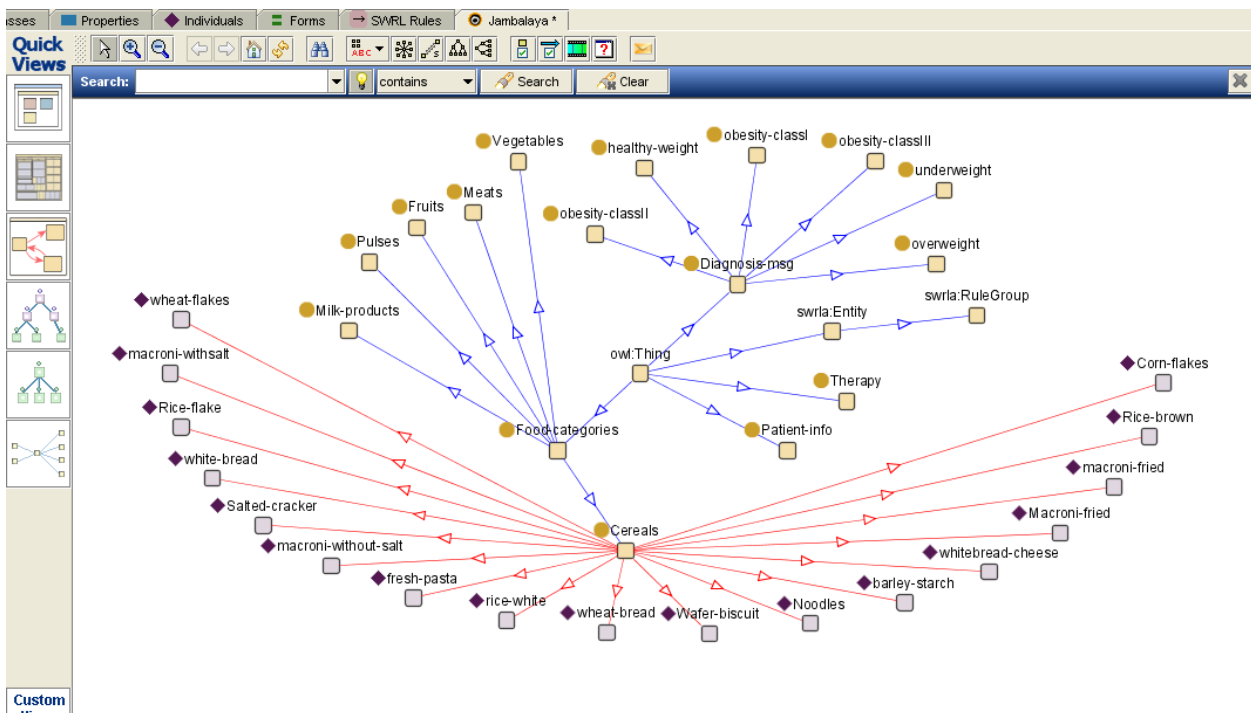 asses Properties Individuals Forms SWRL Rules Jambalaya *
Quick
Views
ABC
Search: contains Search Clear
Vegetables
healthy-weight
obesity-classI
obesity-classIII
underweight
Meats
Fruits
obesity-classII
Pulses
overweight
Diagnosis-msg
wheat-flakes
Milk-products
swrla:Entity
swrla:RuleGroup
macroni-withsalt
owl:Thing
Corn-flakes
Therapy
Rice-flake
Rice-brown
Food-categories
Patient-info
white-bread
macroni-fried
Salted-cracker
Macroni-fried
Cereals
macroni-without-salt
whitebread-cheese
fresh-pasta
barley-starch
rice-white
wheat-bread
Wafer-biscuit
Noodles
Custom